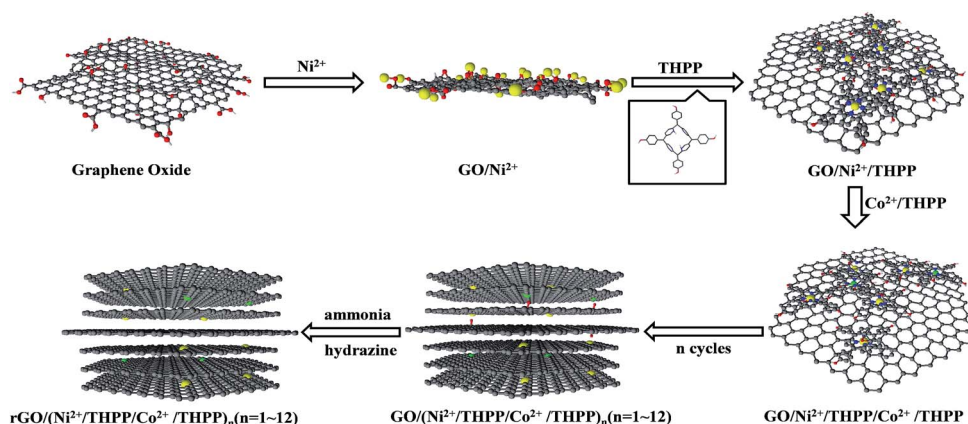 Graphene Oxide
Ni²⁺
GO/Ni²⁺
THPP
GO/Ni²⁺/THPP
Co²⁺/THPP
GO/Ni²⁺/THPP/Co²⁺ /THPP
n cycles
GO/(Ni²⁺/THPP/Co²⁺ /THPP)ₙ(n=1~12)
ammonia
hydrazine
rGO/(Ni²⁺/THPP/Co²⁺ /THPP)ₙ(n=1~12)